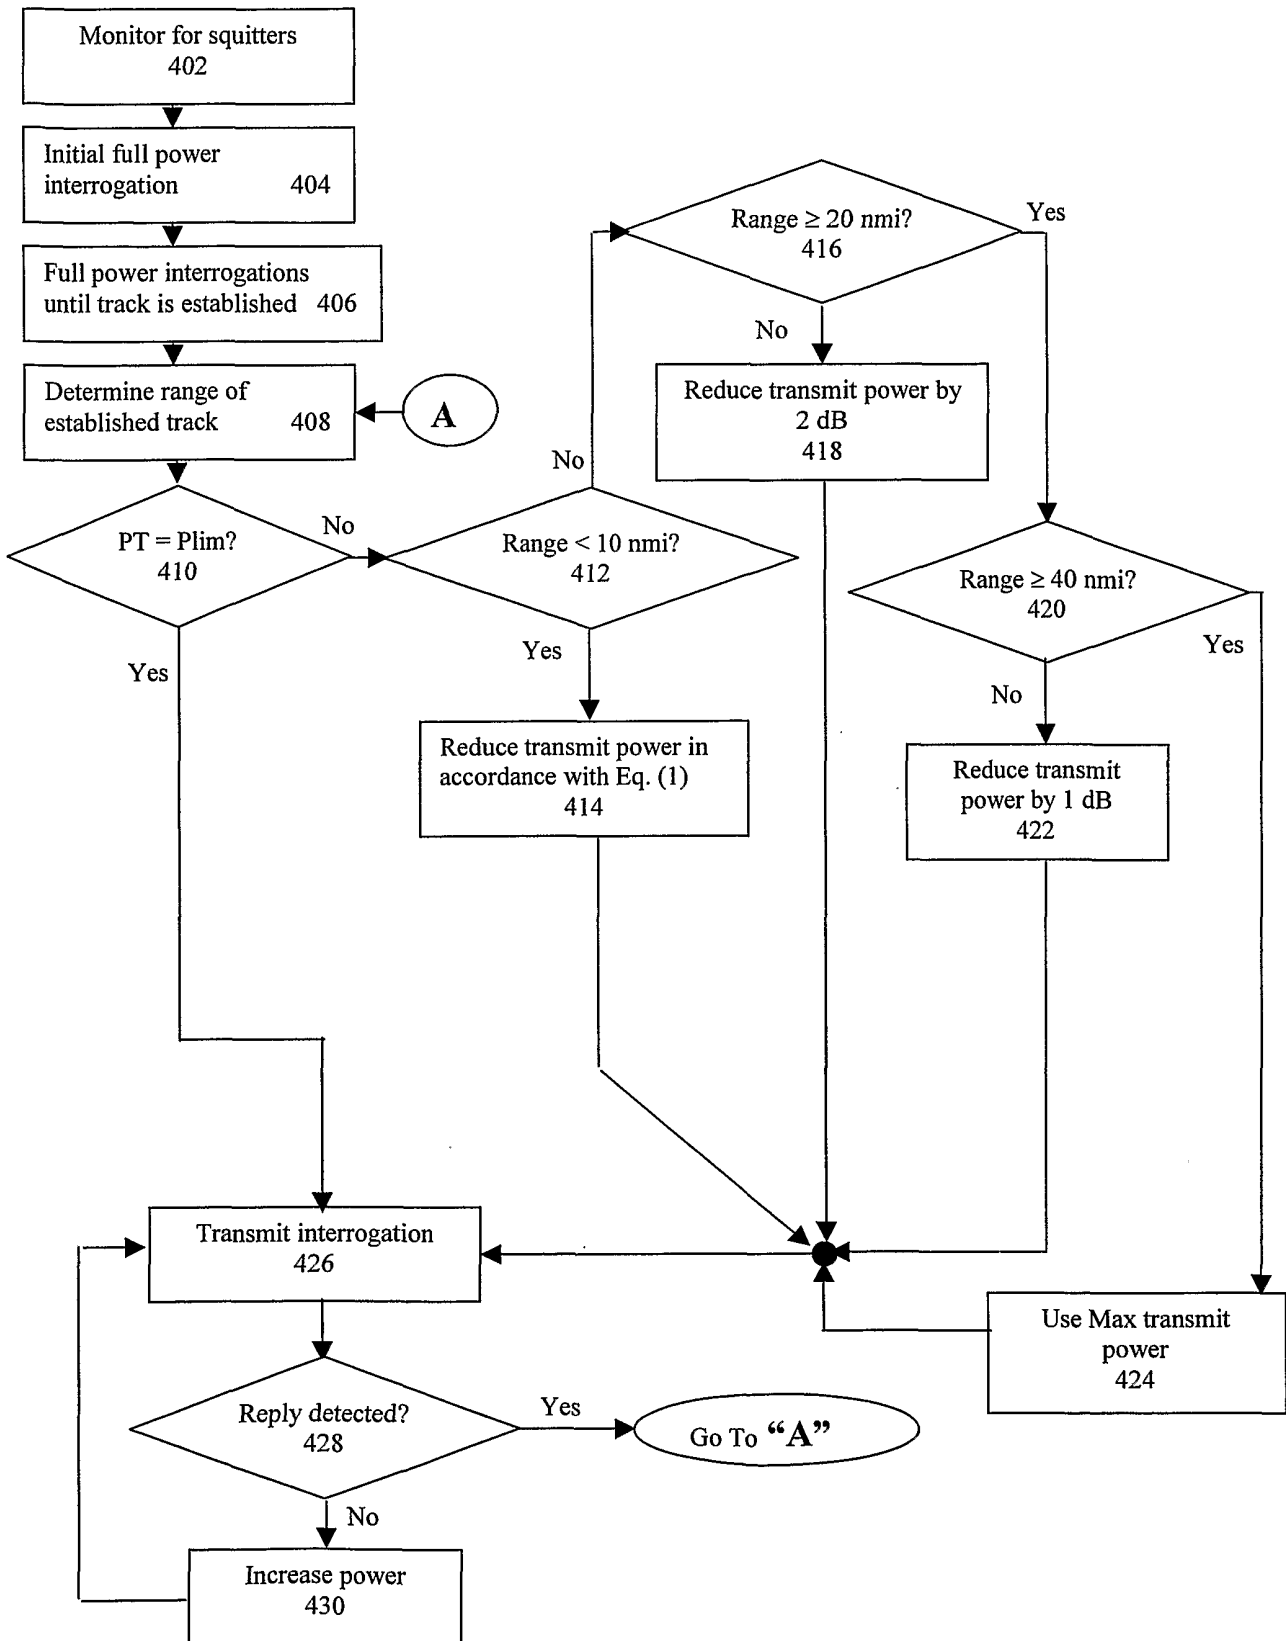 Monitor for squitters
402
Initial full power
interrogation 404
Full power interrogations
until track is established 406
Determine range of
established track 408
A
PT = Plim?
410
No
Yes
Range < 10 nmi?
412
No
Yes
Reduce transmit power in
accordance with Eq. (1)
414
Range ≥ 20 nmi?
416
Yes
No
Reduce transmit power by
2 dB
418
Range ≥ 40 nmi?
420
Yes
No
Reduce transmit
power by 1 dB
422
Use Max transmit
power
424
Transmit interrogation
426
Reply detected?
428
Yes
Go To “A”
No
Increase power
430